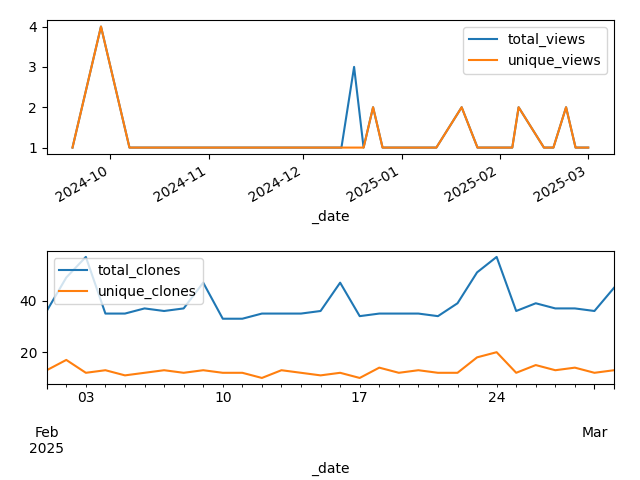 4
3
2
1
total_views
unique_views
2024-10
2024-11
2024-12
2025-01
2025-02
2025-03
_date
total_clones
unique_clones
40
20
03
10
17
24
Feb
2025
Mar
_date